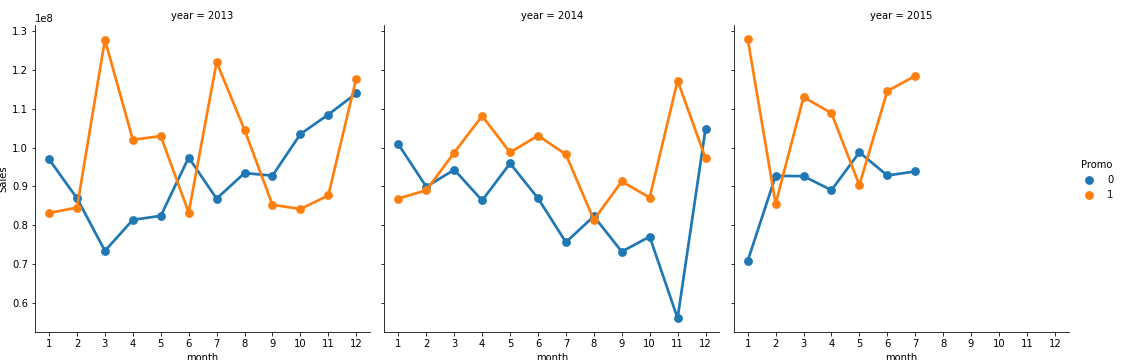 1e8
year = 2013
year = 2014
year = 2015
1.3
1.2
1.1
1.0
0.9
0.8
0.7
0.6
Sales
Promo
0
1
1 2 3 4 5 6 7 8 9 10 11 12
1 2 3 4 5 6 7 8 9 10 11 12
1 2 3 4 5 6 7 8 9 10 11 12
month
month
month